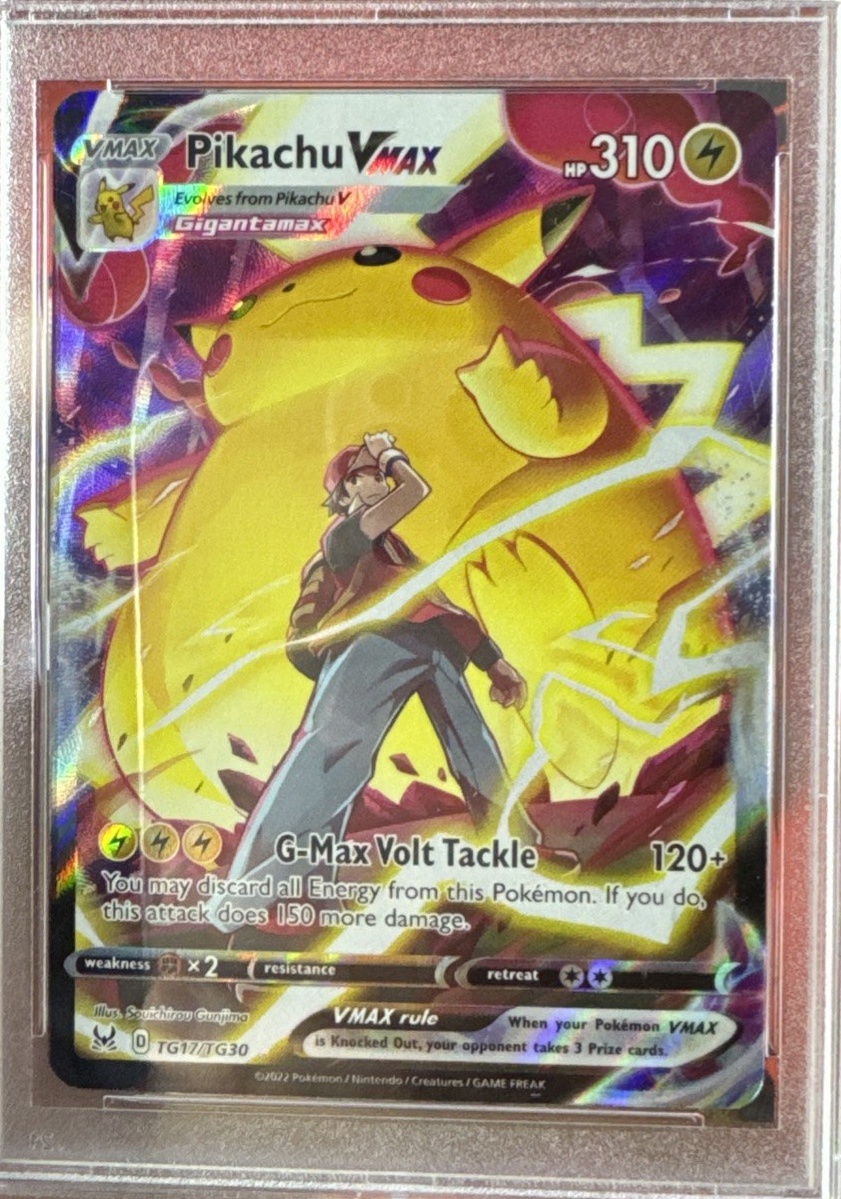 VMAX
Pikachu VMAX
HP 310
Evolves from Pikachu V
Gigantamax
G-Max Volt Tackle 120+
You may discard all Energy from this Pokémon. If you do,
this attack does 150 more damage.
weakness ×2 resistance retreat
Illus. Souichirou Gunjima
D TG17/TG30
VMAX rule When your Pokémon VMAX
is Knocked Out, your opponent takes 3 Prize cards.
©2022 Pokémon / Nintendo / Creatures / GAME FREAK